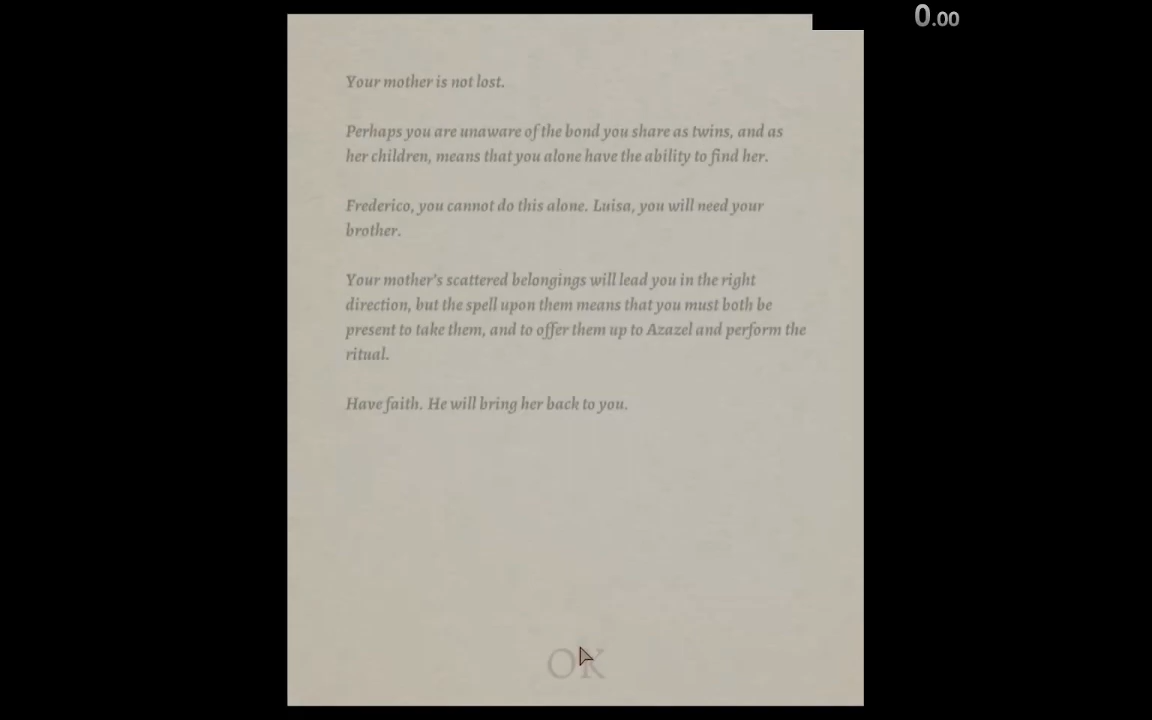 0.00
Your mother is not lost.
Perhaps you are unaware of the bond you share as twins, and as
her children, means that you alone have the ability to find her.
Frederico, you cannot do this alone. Luisa, you will need your
brother.
Your mother's scattered belongings will lead you in the right
direction, but the spell upon them means that you must both be
present to take them, and to offer them up to Azazel and perform the
ritual.
Have faith. He will bring her back to you.
OK